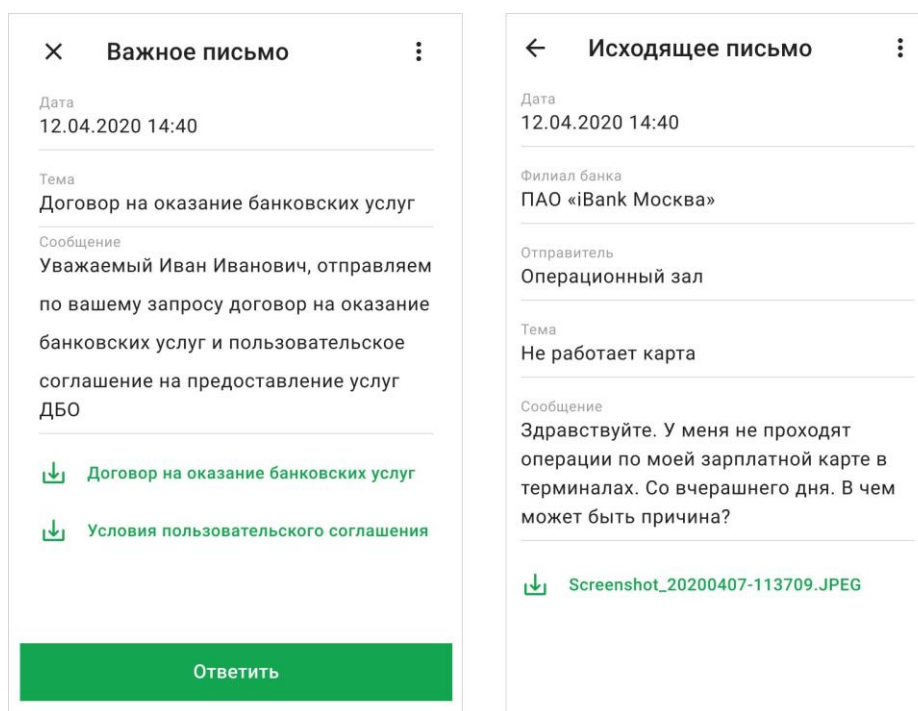 Важное письмо
Дата
12.04.2020 14:40
Тема
Договор на оказание банковских услуг
Сообщение
Уважаемый Иван Иванович, отправляем
по вашему запросу договор на оказание
банковских услуг и пользовательское
соглашение на предоставление услуг
ДБО
Договор на оказание банковских услуг
Условия пользовательского соглашения
Ответить
Исходящее письмо
Дата
12.04.2020 14:40
Филиал банка
ПАО «iBank Москва»
Отправитель
Операционный зал
Тема
Не работает карта
Сообщение
Здравствуйте. У меня не проходят
операции по моей зарплатной карте в
терминалах. Со вчерашнего дня. В чем
может быть причина?
Screenshot_20200407-113709.JPEG